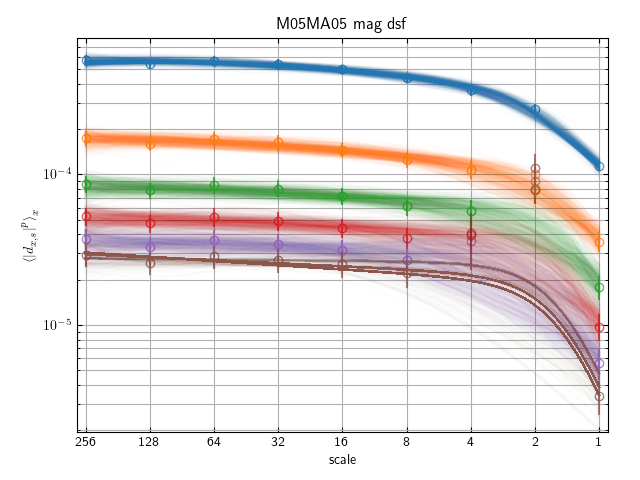 M05MA05 mag dsf
⟨|d_{x,s}|^p⟩_x
10^{-4}
10^{-5}
256 128 64 32 16 8 4 2 1
scale